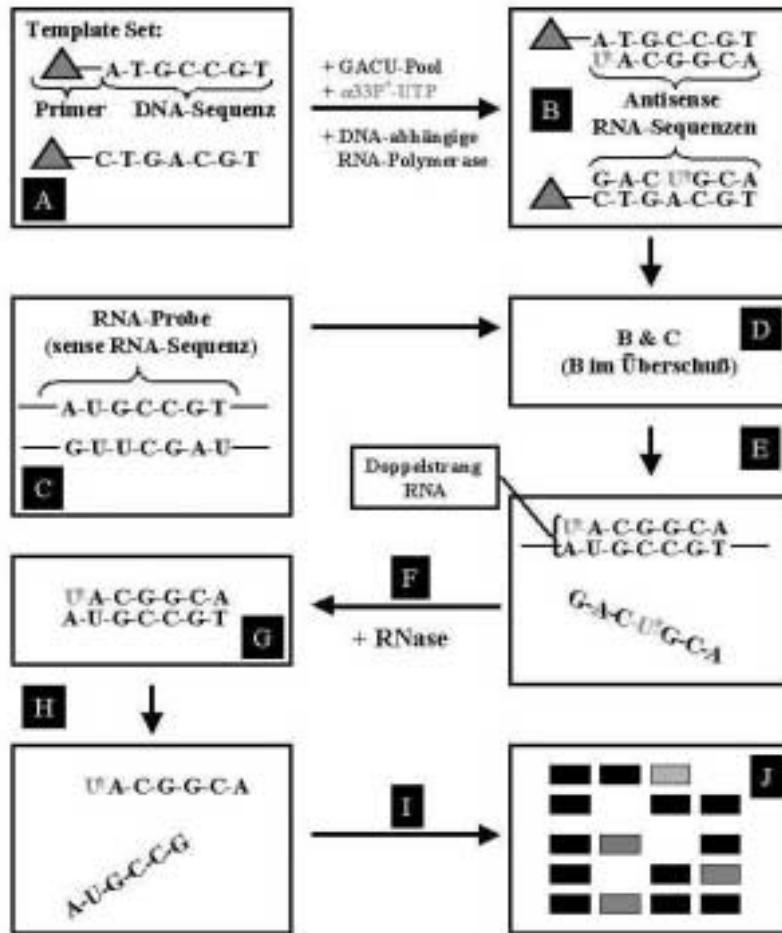 Template Set:
A-T-G-C-C-G-T
Primer DNA-Sequenz
C-T-G-A-C-G-T
A
+ GACU-Pool
+ α33P*-UTP
+ DNA-abhängige
RNA-Polymerase
A-T-G-C-C-G-T
U*A-C-G-G-C-A
B
Antisense
RNA-Sequenzen
G-A-C U*G-C-A
C-T-G-A-C-G-T
RNA-Probe
(sense RNA-Sequenz)
A-U-G-C-C-G-T
G-U-U-C-G-A-U
C
D
B & C
(B im Überschuß)
E
Doppelstrang
RNA
U*A-C-G-G-C-A
A-U-G-C-C-G-T
G-A-C-U*G-C-A
F
+ RNase
U*A-C-G-G-C-A
A-U-G-C-C-G-T
G
H
U*A-C-G-G-C-A
A-U-G-C-C-G
I
J